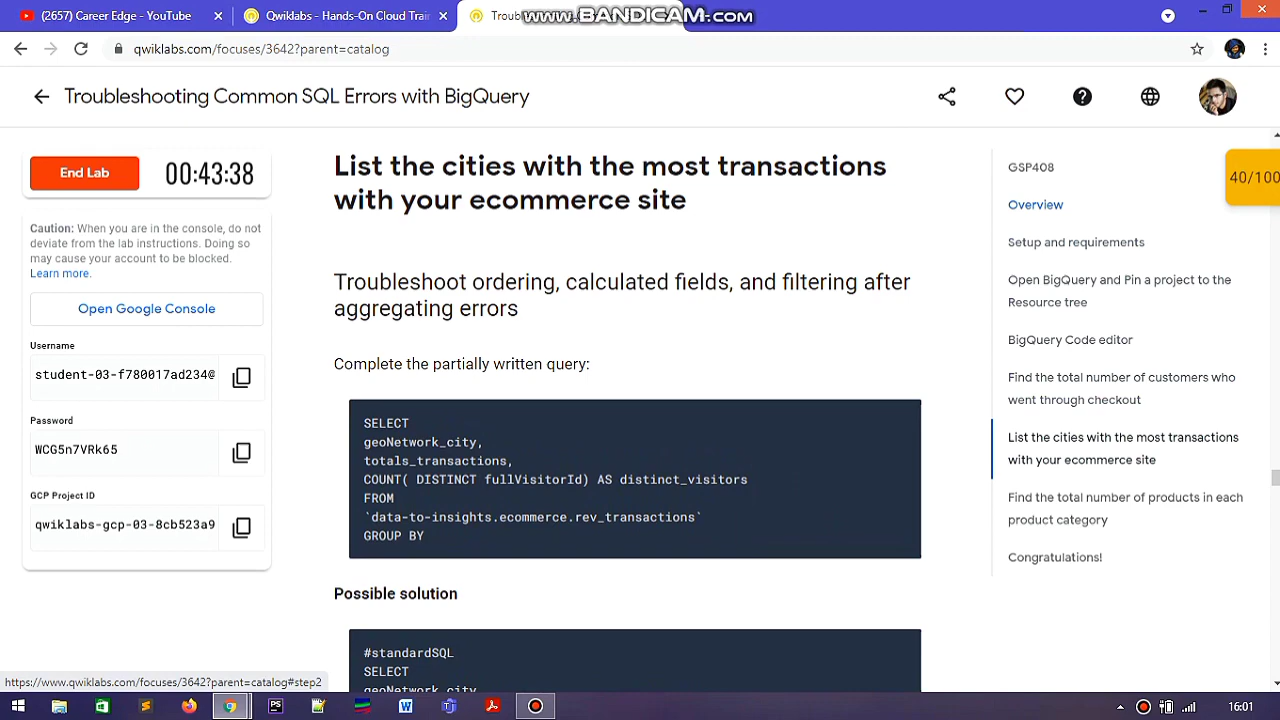 (2657) Career Edge - YouTube
Qwiklabs - Hands-On Cloud Train
Troub
www.BANDICAM.com
qwiklabs.com/focuses/3642?parent=catalog
Troubleshooting Common SQL Errors with BigQuery
End Lab
00:43:38
Caution: When you are in the console, do not
deviate from the lab instructions. Doing so
may cause your account to be blocked.
Learn more.
Open Google Console
Username
student-03-f780017ad234@
Password
WCG5n7VRk65
GCP Project ID
qwiklabs-gcp-03-8cb523a9
List the cities with the most transactions
with your ecommerce site
Troubleshoot ordering, calculated fields, and filtering after
aggregating errors
Complete the partially written query:
SELECT
geoNetwork_city,
totals_transactions,
COUNT( DISTINCT fullVisitorId) AS distinct_visitors
FROM
`data-to-insights.ecommerce.rev_transactions`
GROUP BY
Possible solution
#standardSQL
SELECT
geoNetwork_city
GSP408
Overview
Setup and requirements
Open BigQuery and Pin a project to the
Resource tree
BigQuery Code editor
Find the total number of customers who
went through checkout
List the cities with the most transactions
with your ecommerce site
Find the total number of products in each
product category
Congratulations!
40/100
https://www.qwiklabs.com/focuses/3642?parent=catalog#step2
16:01